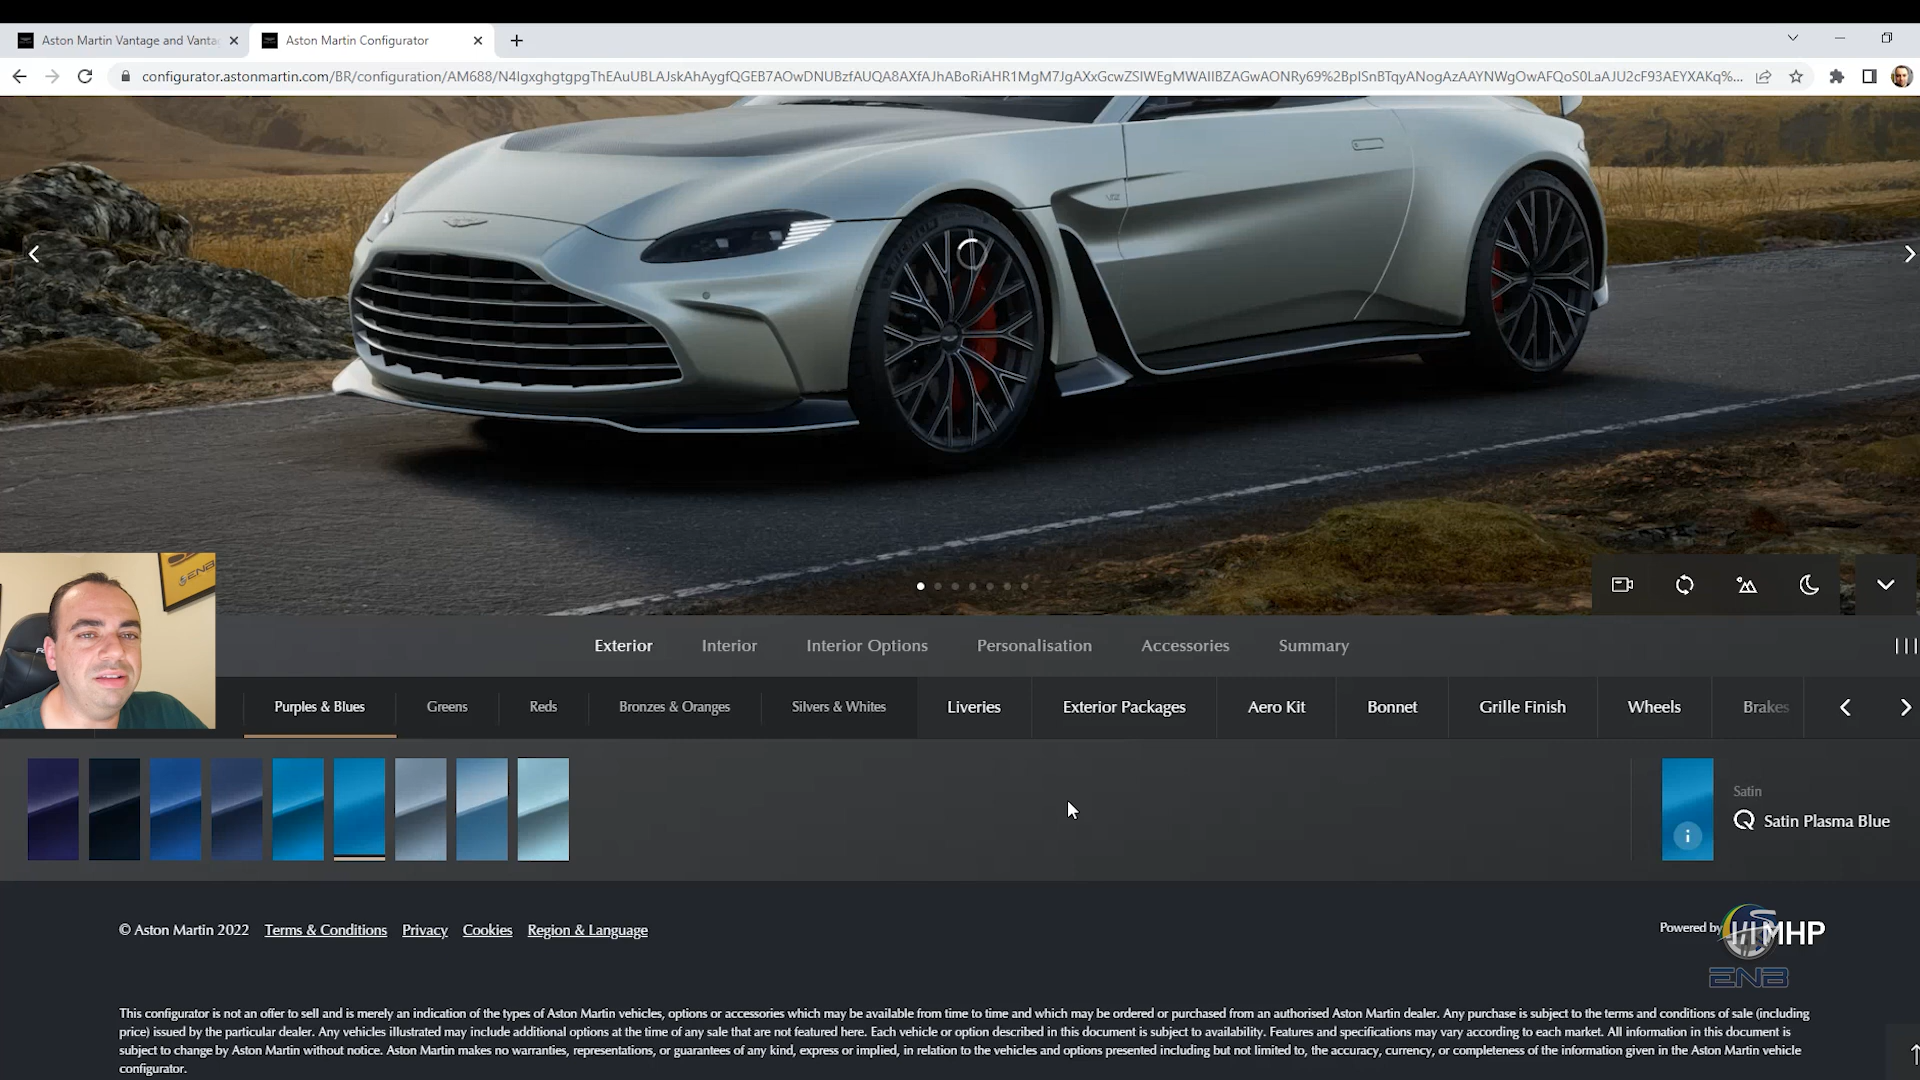 Aston Martin Vantage and Vanta
Aston Martin Configurator
Exterior
Interior
Interior Options
Personalisation
Accessories
Summary
Purples & Blues
Greens
Reds
Bronzes & Oranges
Silvers & Whites
Liveries
Exterior Packages
Aero Kit
Bonnet
Grille Finish
Wheels
Brakes
Satin
Q Satin Plasma Blue
© Aston Martin 2022 Terms & Conditions Privacy Cookies Region & Language
Powered by MHP
ENB
This configurator is not an offer to sell and is merely an indication of the types of Aston Martin vehicles, options or accessories which may be available from time to time and which may be ordered or purchased from an authorised Aston Martin dealer. Any purchase is subject to the terms and conditions of sale (including
price) issued by the particular dealer. Any vehicles illustrated may include additional options at the time of any sale that are not featured here. Each vehicle or option described in this document is subject to availability. Features and specifications may vary according to each market. All information in this document is
subject to change by Aston Martin without notice. Aston Martin makes no warranties, representations, or guarantees of any kind, express or implied, in relation to the vehicles and options presented including but not limited to, the accuracy, currency, or completeness of the information given in the Aston Martin vehicle
configurator.